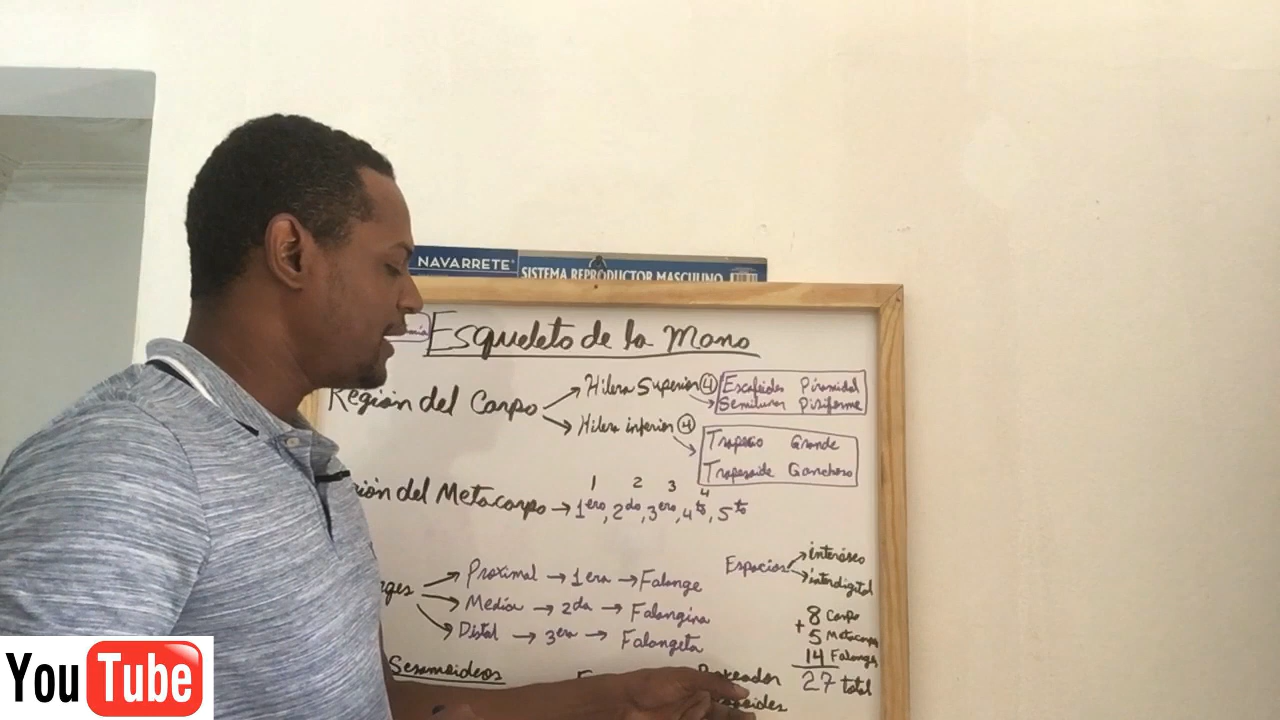 NAVARRETE®
SISTEMA REPRODUCTOR MASCULINO
Esqueleto de la Mano
Región del Carpo
Hilera Superior 4
Escafoides Piramidal
Semilunar Pisiforme
Hilera inferior 4
Trapecio Grande
Trapezoide Ganchoso
1 2 3 4
del Metacarpo → 1ero, 2do, 3ero, 4to, 5to
Espacios
interóseo
interdigital
Proximal → 1era → Falange
Media → 2da → Falangina
Distal → 3era → Falangeta
8 Carpo
+ 5 Metacarpo
14 Falanges
27 total
Sesamoideos
YouTube